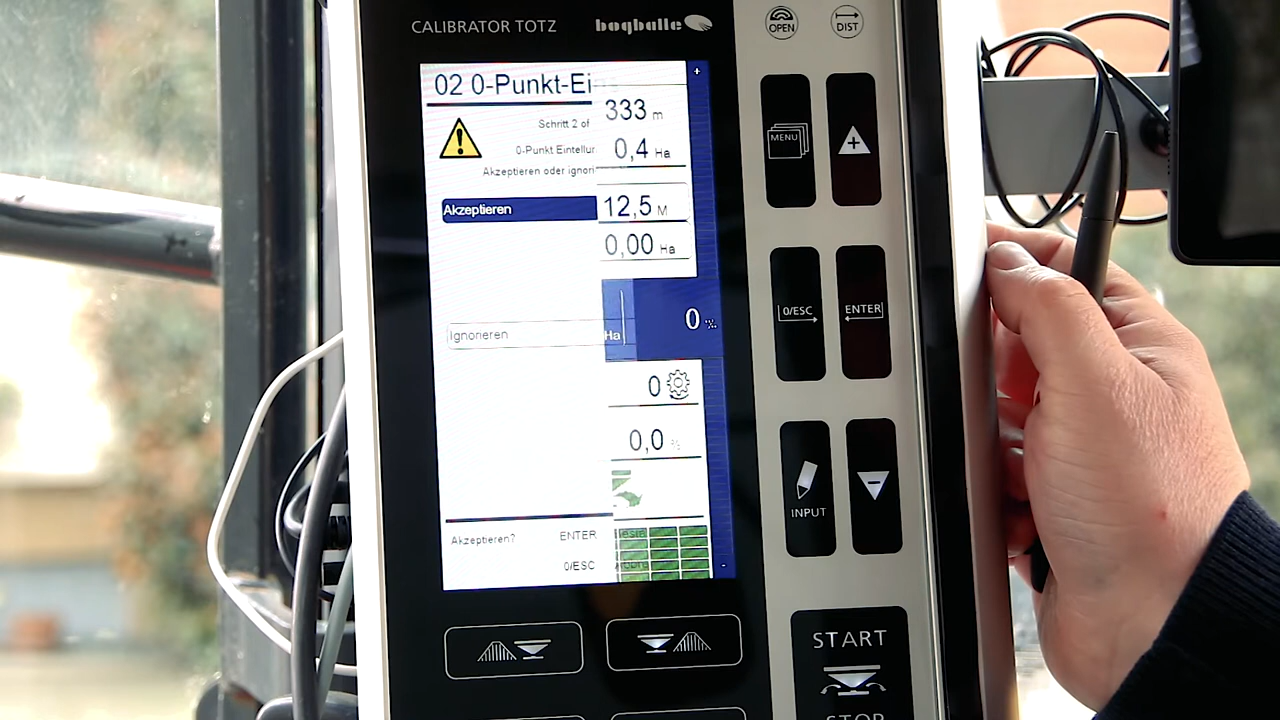 CALIBRATOR TOTZ bogballe
OPEN DIST
02 0-Punkt-Ei
333 m
Schritt 2 of
0-Punkt Eintellur
0,4 Ha
Akzeptieren oder ignori
Akzeptieren
12,5 M
0,00 Ha
Ignorieren
Ha
0 %
0
0,0
Akzeptieren? ENTER
0/ESC
+
-
MENU
+
0/ESC
ENTER
INPUT
-
START
STOP